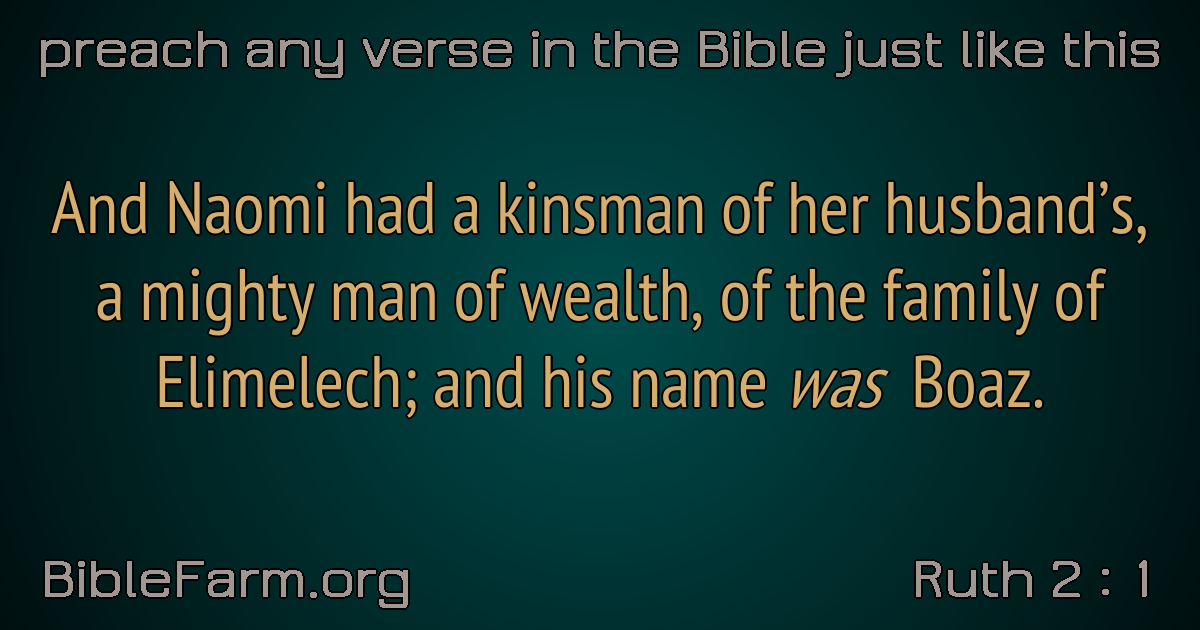 preach any verse in the Bible just like this
And Naomi had a kinsman of her husband’s,
a mighty man of wealth, of the family of
Elimelech; and his name was Boaz.
BibleFarm.org
Ruth 2 : 1